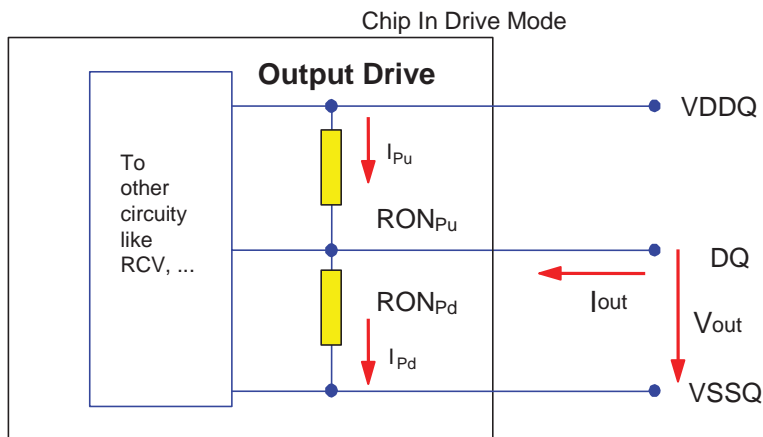 Chip In Drive Mode
Output Drive
VDDQ
To
other
circuity
like
RCV, ...
IPu
RONPu
DQ
RONPd
Iout
Vout
IPd
VSSQ